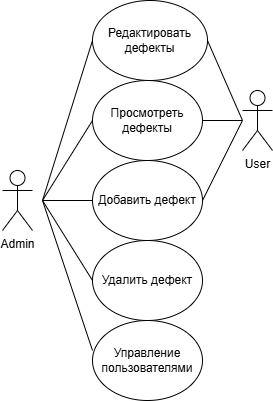 Редактировать
дефекты
Просмотреть
дефекты
User
Добавить дефект
Admin
Удалить дефект
Управление
пользователями